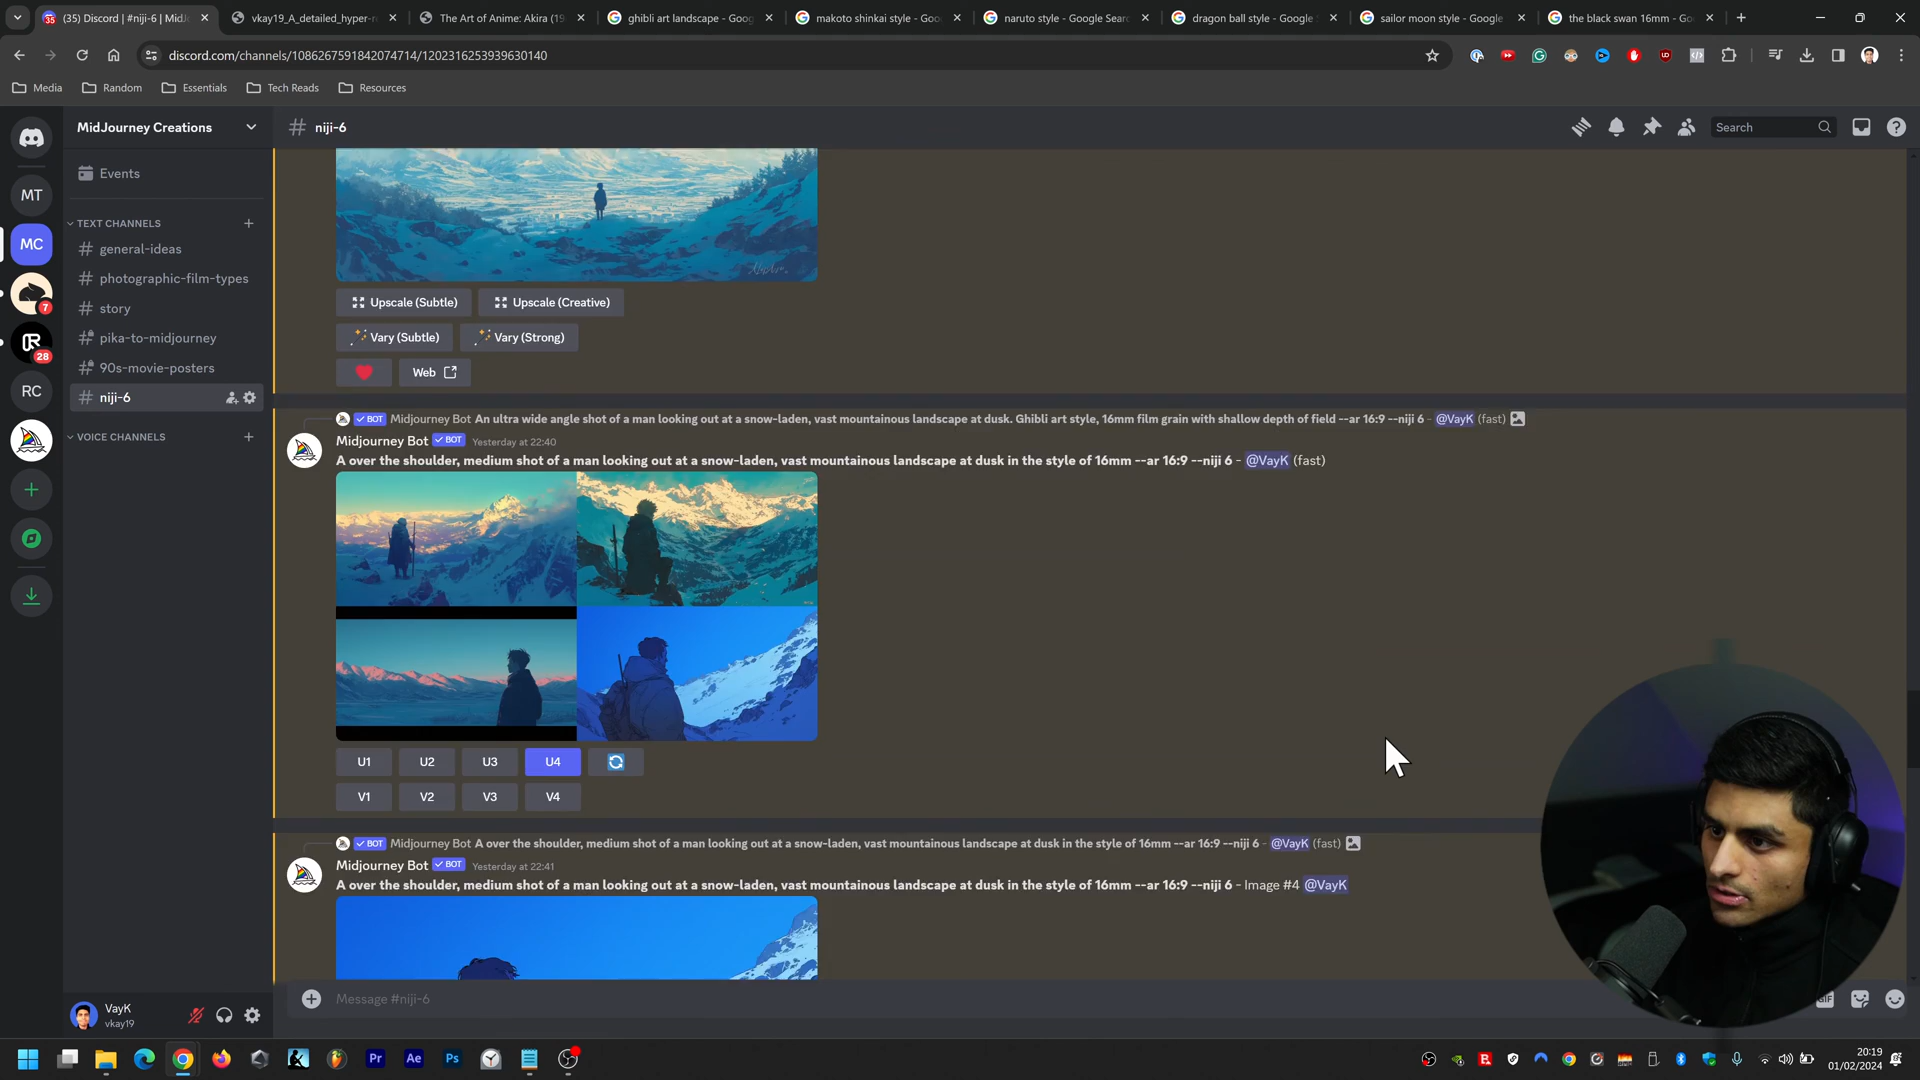 (35) Discord | #niji-6 | MidJ
vkay19_A_detailed_hyper-r
The Art of Anime: Akira (19
ghibli art landscape - Goog
makoto shinkai style - Goo
naruto style - Google Searc
dragon ball style - Google S
sailor moon style - Google
the black swan 16mm - Go
discord.com/channels/1086267591842074714/1202316253939630140
Media
Random
Essentials
Tech Reads
Resources
MidJourney Creations
niji-6
Search
Events
TEXT CHANNELS
general-ideas
photographic-film-types
story
pika-to-midjourney
90s-movie-posters
niji-6
VOICE CHANNELS
MT
MC
7
28
RC
Upscale (Subtle)
Upscale (Creative)
Vary (Subtle)
Vary (Strong)
Web
BOT Midjourney Bot An ultra wide angle shot of a man looking out at a snow-laden, vast mountainous landscape at dusk. Ghibli art style, 16mm film grain with shallow depth of field --ar 16:9 --niji 6 - @VayK (fast)
Midjourney Bot BOT Yesterday at 22:40
A over the shoulder, medium shot of a man looking out at a snow-laden, vast mountainous landscape at dusk in the style of 16mm --ar 16:9 --niji 6 - @VayK (fast)
U1 U2 U3 U4
V1 V2 V3 V4
BOT Midjourney Bot A over the shoulder, medium shot of a man looking out at a snow-laden, vast mountainous landscape at dusk in the style of 16mm --ar 16:9 --niji 6 - @VayK (fast)
Midjourney Bot BOT Yesterday at 22:41
A over the shoulder, medium shot of a man looking out at a snow-laden, vast mountainous landscape at dusk in the style of 16mm --ar 16:9 --niji 6 - Image #4 @VayK
Message #niji-6
GIF
VayK
vkay19
Pr
Ae
Ps
20:19
01/02/2024